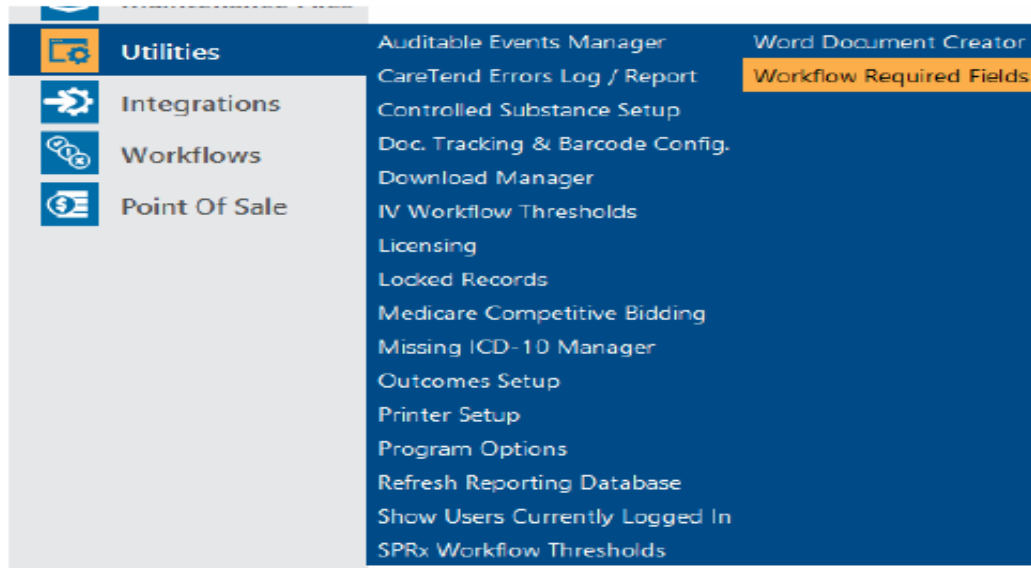 Utilities
Integrations
Workflows
Point Of Sale
Auditable Events Manager
CareTend Errors Log / Report
Controlled Substance Setup
Doc. Tracking & Barcode Config.
Download Manager
IV Workflow Thresholds
Licensing
Locked Records
Medicare Competitive Bidding
Missing ICD-10 Manager
Outcomes Setup
Printer Setup
Program Options
Refresh Reporting Database
Show Users Currently Logged In
SPRx Workflow Thresholds
Word Document Creator
Workflow Required Fields